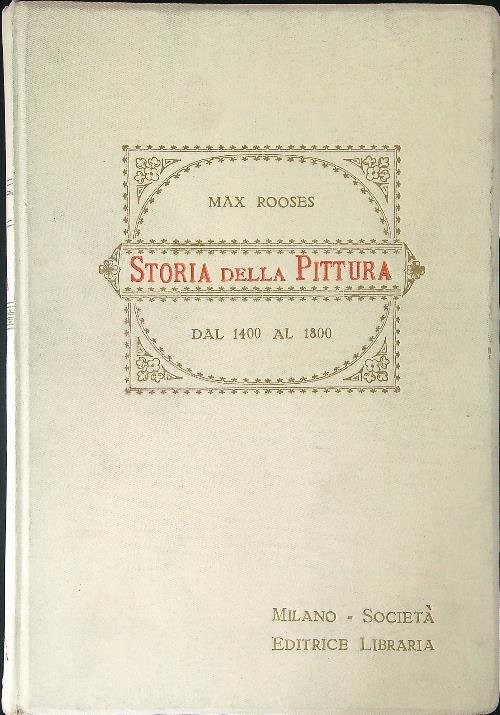 MAX ROOSES
STORIA DELLA PITTURA
DAL 1400 AL 1800
MILANO - SOCIETÀ
EDITRICE LIBRARIA